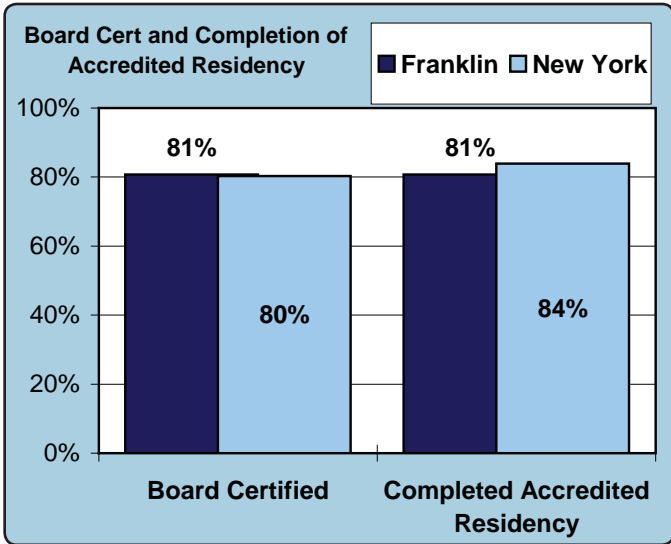 Board Cert and Completion of
Accredited Residency
Franklin New York
100%
80%
60%
40%
20%
0%
81%
80%
81%
84%
Board Certified
Completed Accredited
Residency